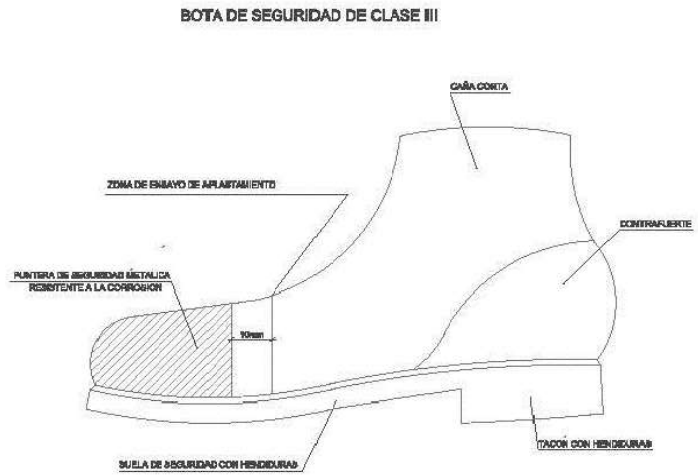 BOTA DE SEGURIDAD DE CLASE III
CAÑA CORTA
ZONA DE ENSAYO DE APLASTAMIENTO
CONTRAFUERTE
PUNTERA DE SEGURIDAD METALICA
RESISTENTE A LA CORROSION
10mm
TACON CON HENDIDURAS
SUELA DE SEGURIDAD CON HENDIDURAS